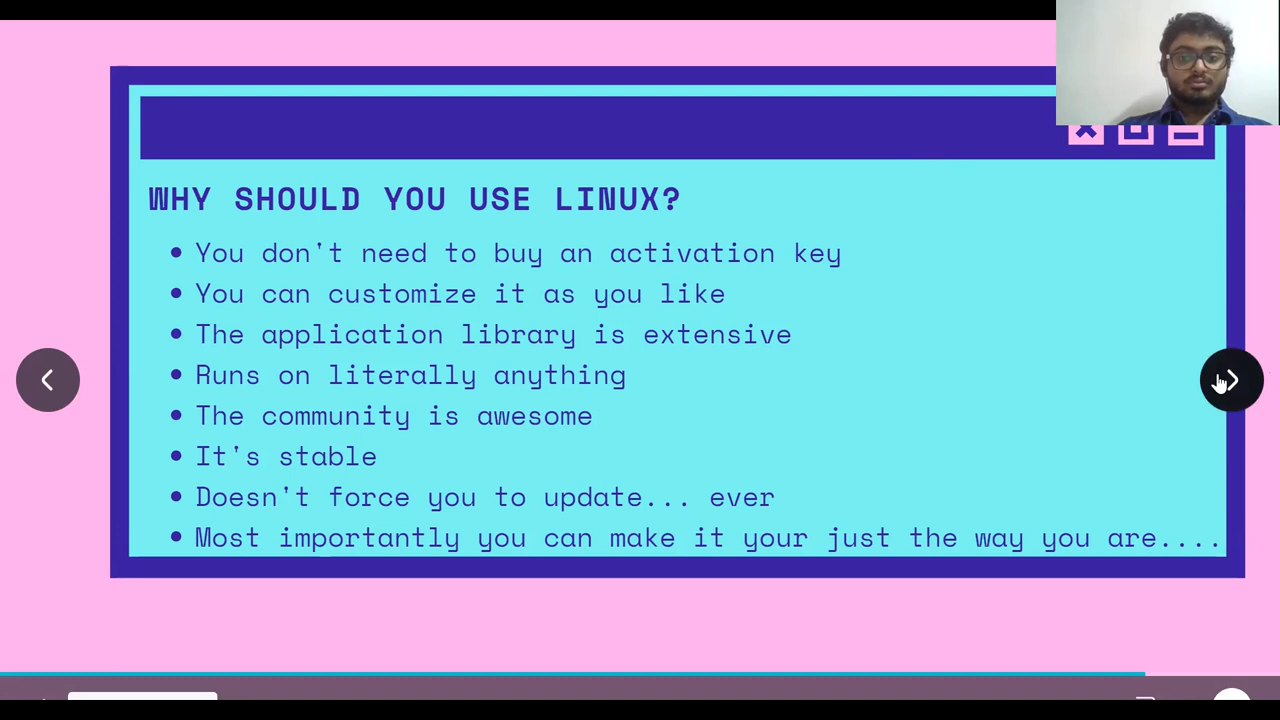 WHY SHOULD YOU USE LINUX?
You don't need to buy an activation key
You can customize it as you like
The application library is extensive
Runs on literally anything
The community is awesome
It's stable
Doesn't force you to update... ever
Most importantly you can make it your just the way you are....